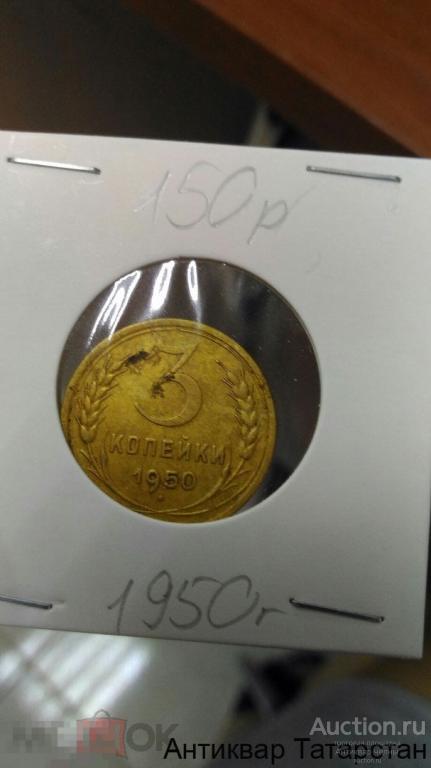 150р
3
КОПЕЙКИ
1950
1950г
Auction.ru
Антиквар Татарстан